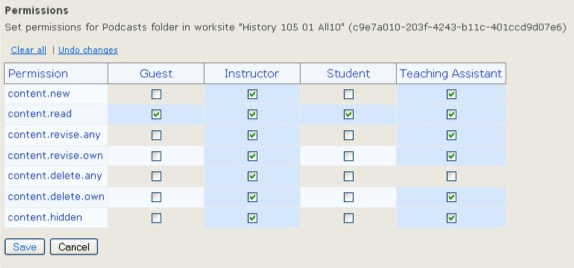 Permissions
Set permissions for Podcasts folder in worksite "History 105 01 All10" (c9e7a010-203f-4243-b11c-401ccd9d07e6)
Clear all | Undo changes
Permission Guest Instructor Student Teaching Assistant
content.new
content.read
content.revise.any
content.revise.own
content.delete.any
content.delete.own
content.hidden
Save Cancel